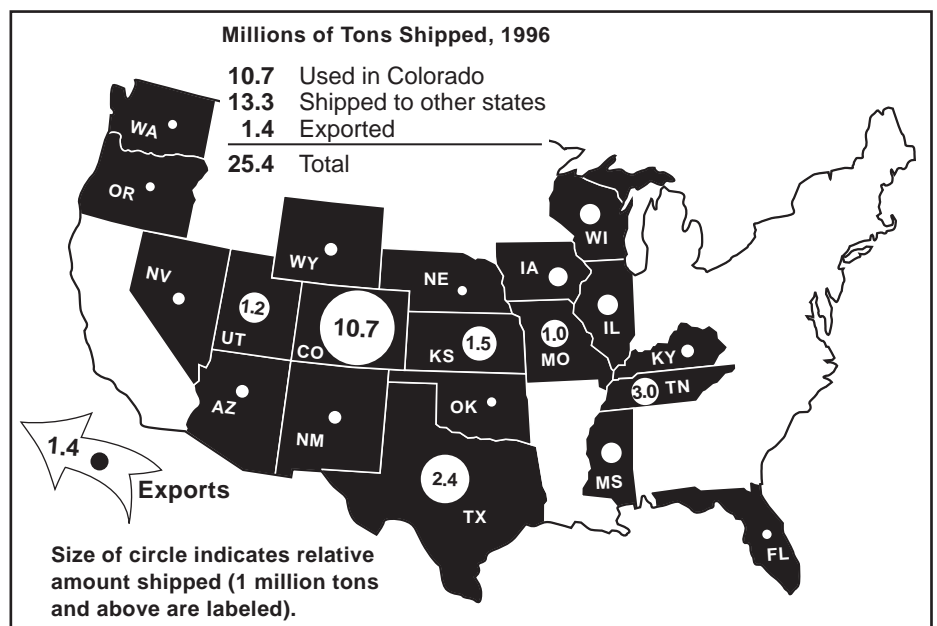 Millions of Tons Shipped, 1996
10.7 Used in Colorado
13.3 Shipped to other states
1.4 Exported
25.4 Total
WA
OR
WI
WY
NV
NE
IA
1.2
UT
10.7
CO
KS
1.5
1.0
MO
IL
KY
3.0 TN
AZ
NM
OK
1.4
Exports
2.4
TX
MS
FL
Size of circle indicates relative
amount shipped (1 million tons
and above are labeled).